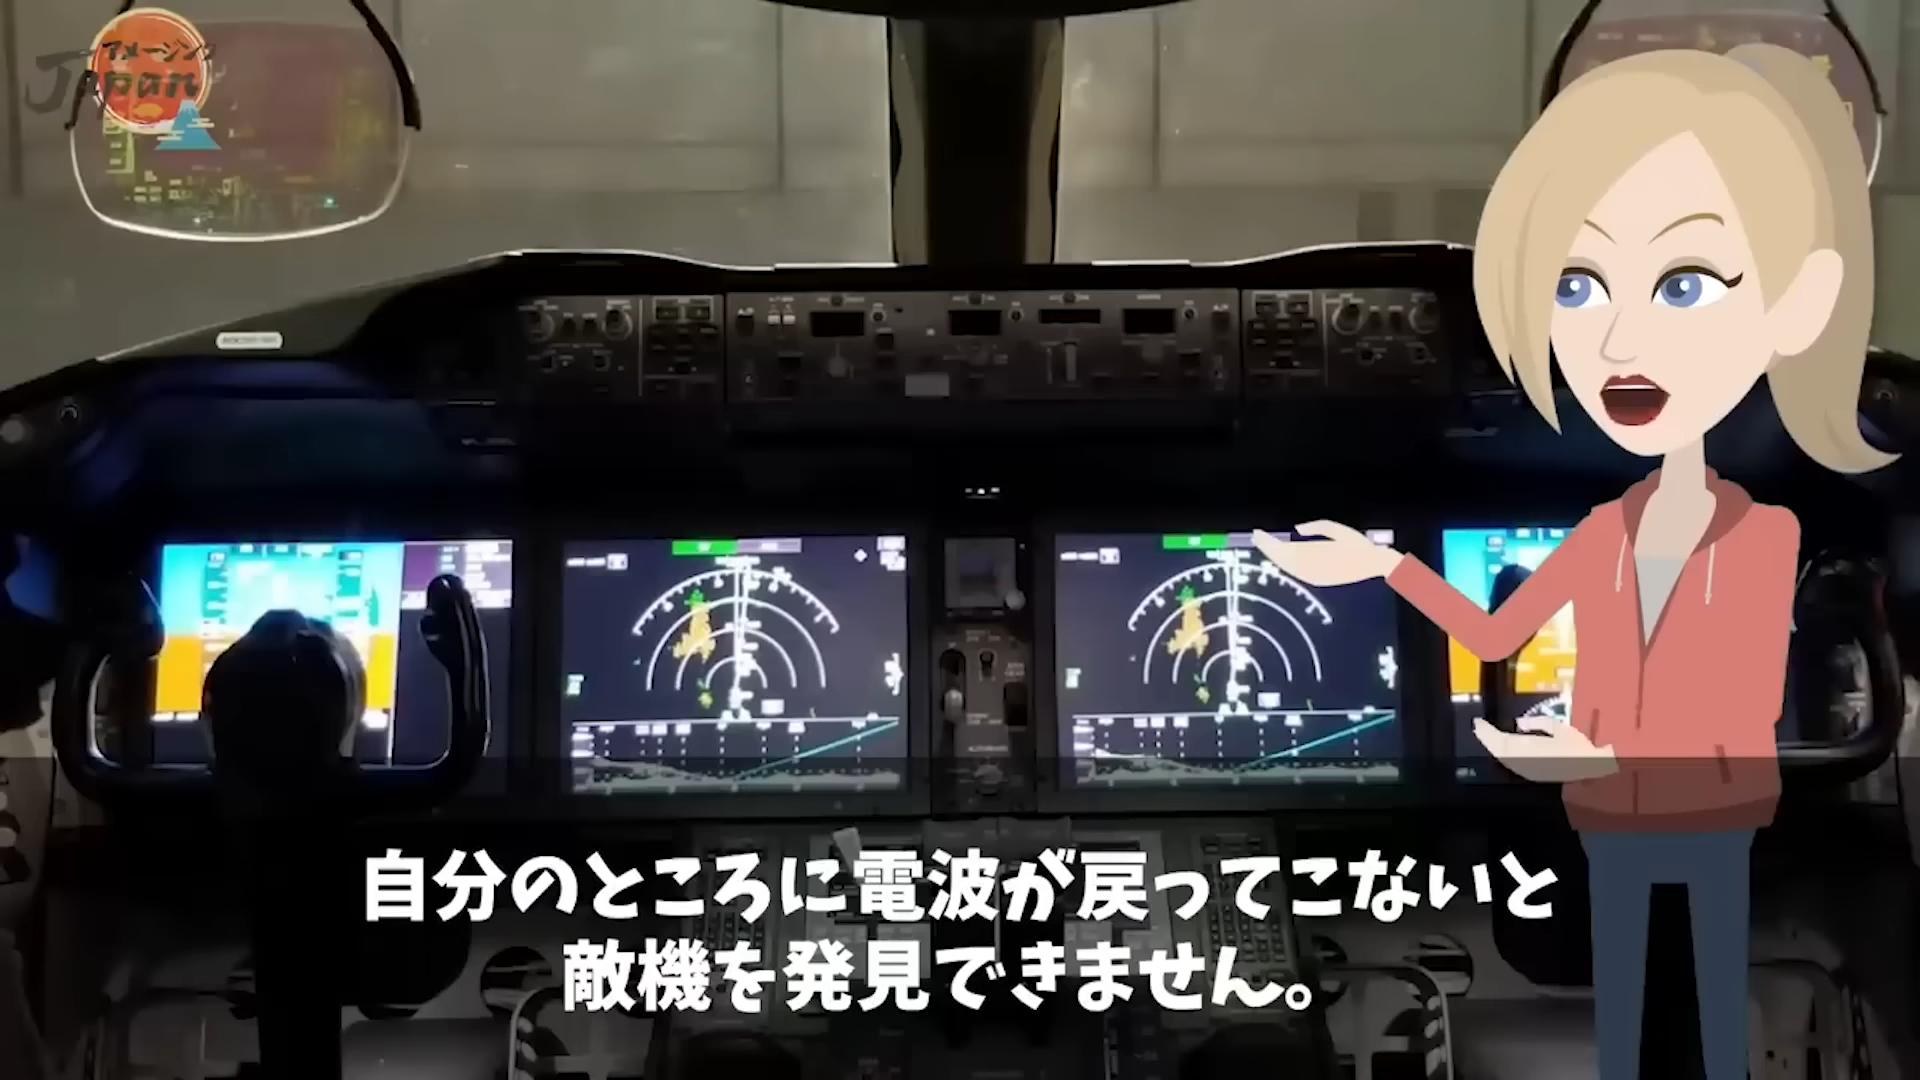 アメージング
Japan
自分のところに電波が戻ってこないと
敵機を発見できません。